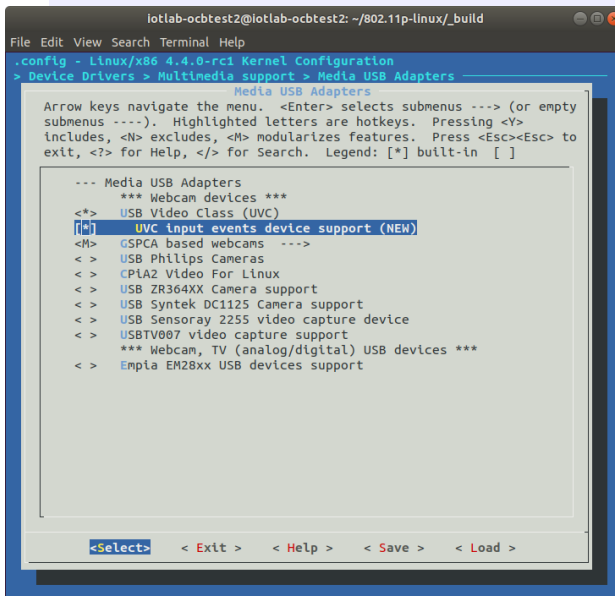 iotlab-ocbtest2@iotlab-ocbtest2: ~/802.11p-linux/_build
File Edit View Search Terminal Help
.config - Linux/x86 4.4.0-rc1 Kernel Configuration
> Device Drivers > Multimedia support > Media USB Adapters
Media USB Adapters
Arrow keys navigate the menu.  <Enter> selects submenus ---> (or empty
submenus ----).  Highlighted letters are hotkeys.  Pressing <Y>
includes, <N> excludes, <M> modularizes features.  Press <Esc><Esc> to
exit, <?> for Help, </> for Search.  Legend: [*] built-in  [ ]
--- Media USB Adapters
*** Webcam devices ***
<*>   USB Video Class (UVC)
[*]     UVC input events device support (NEW)
<M>   GSPCA based webcams  --->
< >   USB Philips Cameras
< >   CPiA2 Video For Linux
< >   USB ZR364XX Camera support
< >   USB Syntek DC1125 Camera support
< >   USB Sensoray 2255 video capture device
< >   USBTV007 video capture support
*** Webcam, TV (analog/digital) USB devices ***
< >   Empia EM28xx USB devices support
<Select>    < Exit >    < Help >    < Save >    < Load >